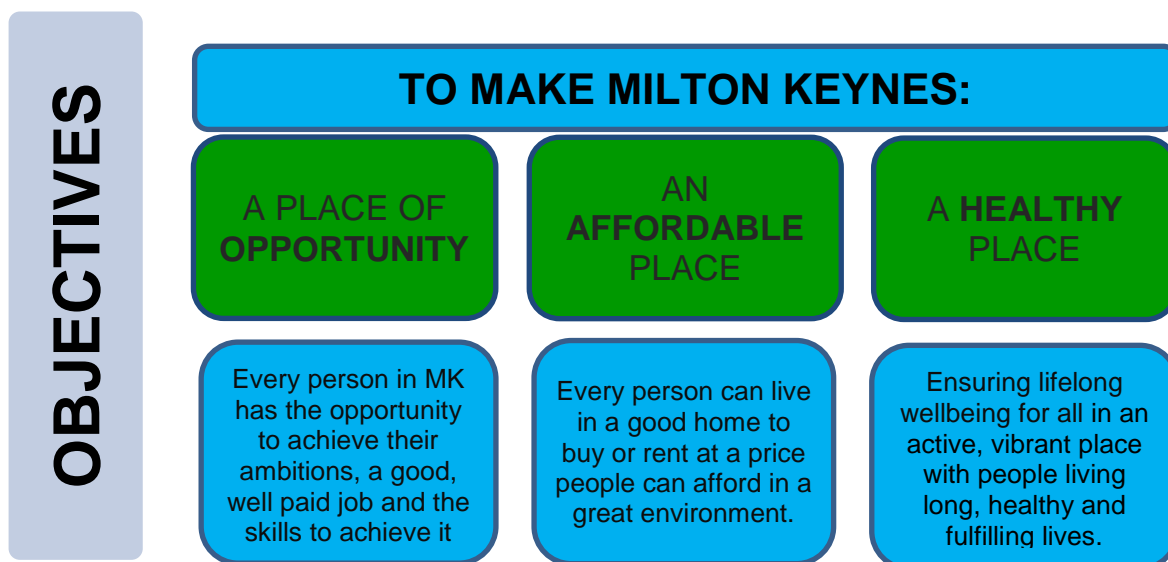 OBJECTIVES
TO MAKE MILTON KEYNES:
A PLACE OF
OPPORTUNITY
AN
AFFORDABLE
PLACE
A HEALTHY
PLACE
Every person in MK
has the opportunity
to achieve their
ambitions, a good,
well paid job and the
skills to achieve it
Every person can live
in a good home to
buy or rent at a price
people can afford in a
great environment.
Ensuring lifelong
wellbeing for all in an
active, vibrant place
with people living
long, healthy and
fulfilling lives.